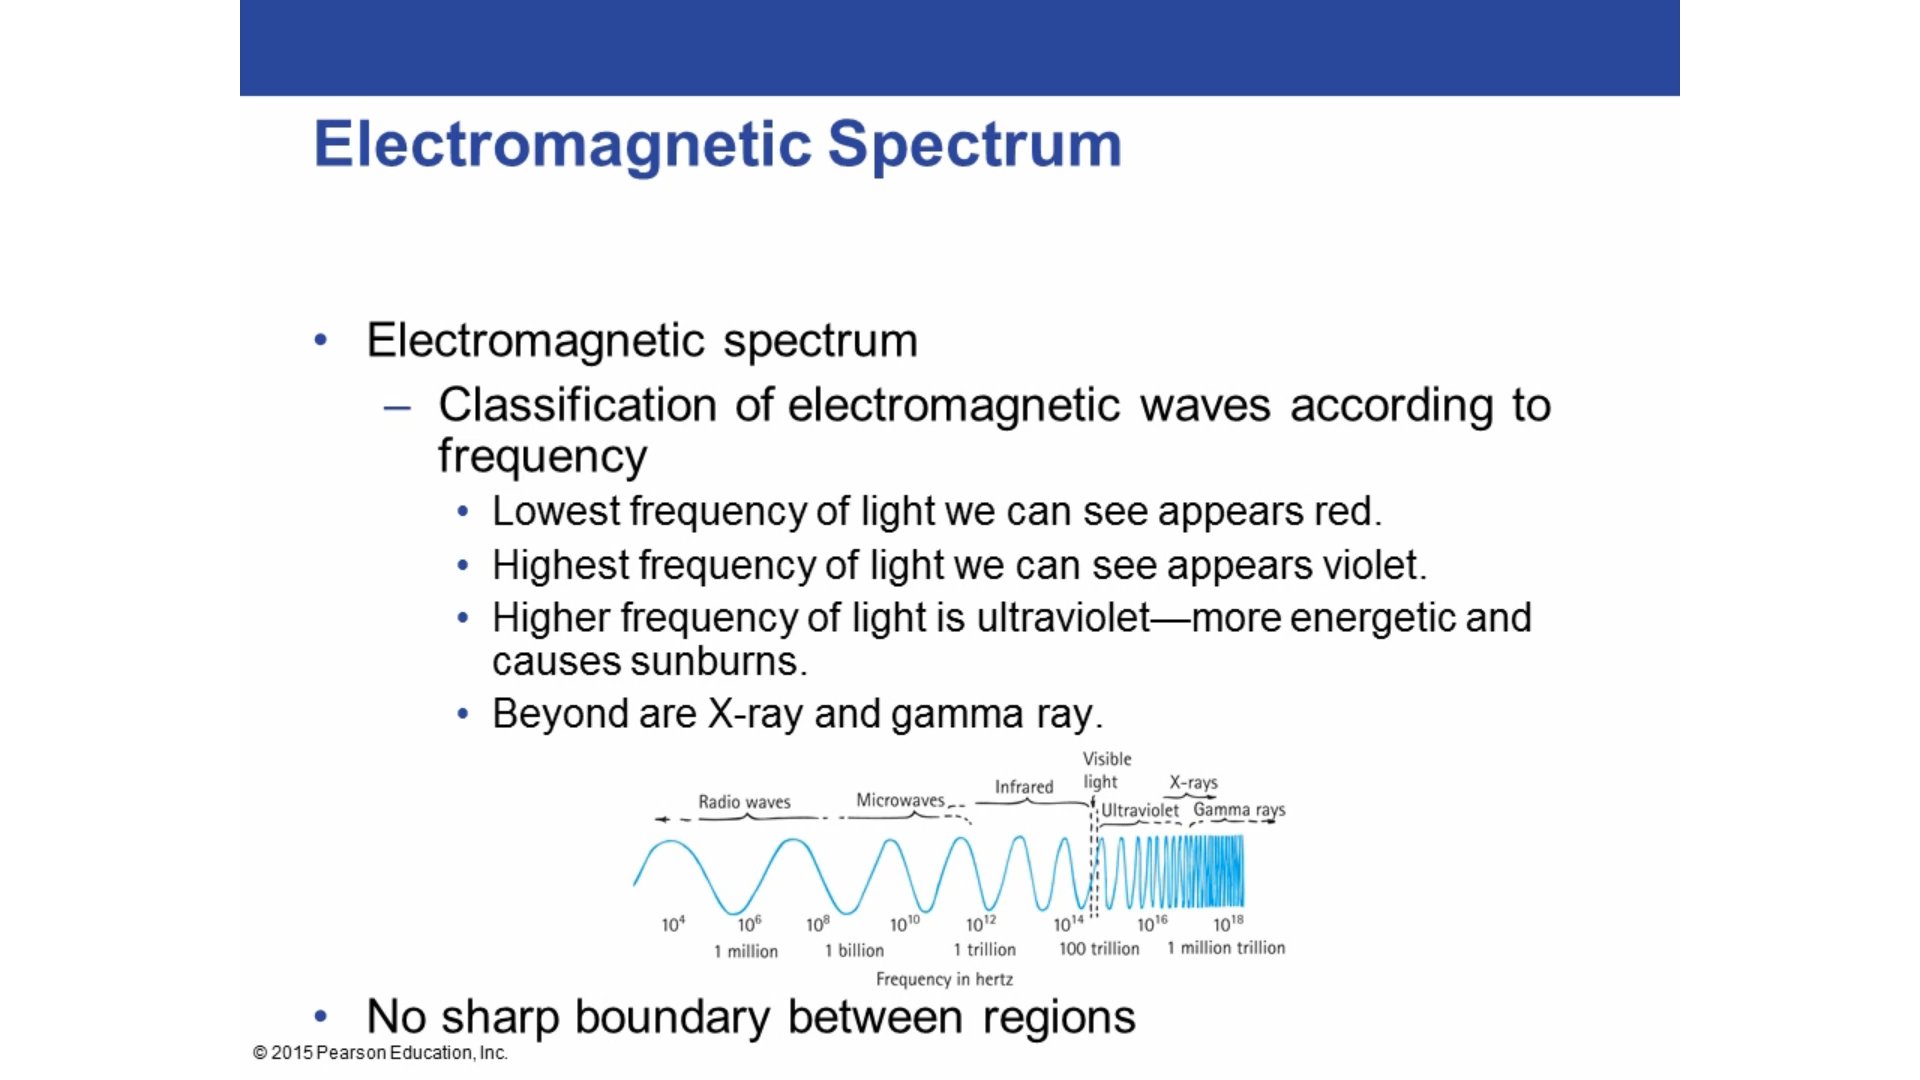 Electromagnetic Spectrum
• Electromagnetic spectrum
– Classification of electromagnetic waves according to
frequency
• Lowest frequency of light we can see appears red.
• Highest frequency of light we can see appears violet.
• Higher frequency of light is ultraviolet—more energetic and
causes sunburns.
• Beyond are X-ray and gamma ray.
Visible
light
Infrared
X-rays
Radio waves
Microwaves
Ultraviolet
Gamma rays
10⁴ 10⁶ 10⁸ 10¹⁰ 10¹² 10¹⁴ 10¹⁶ 10¹⁸
1 million 1 billion 1 trillion 100 trillion 1 million trillion
Frequency in hertz
• No sharp boundary between regions
© 2015 Pearson Education, Inc.